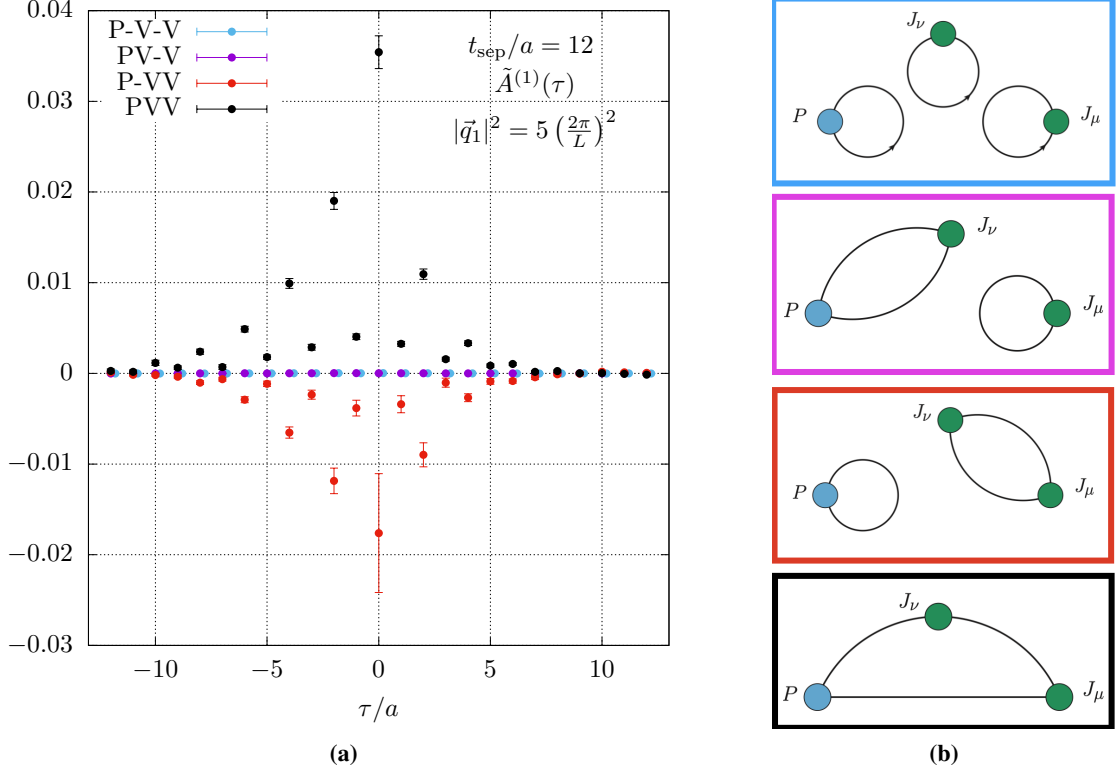 0.04
0.03
0.02
0.01
0
−0.01
−0.02
−0.03
−10
−5
0
5
10
τ/a
P-V-V
PV-V
P-VV
PVV
t_sep/a = 12
Ã^(1)(τ)
|q⃗_1|^2 = 5 (2π/L)^2
(a)
J_ν
P
J_μ
J_ν
P
J_μ
J_ν
P
J_μ
J_ν
P
J_μ
(b)